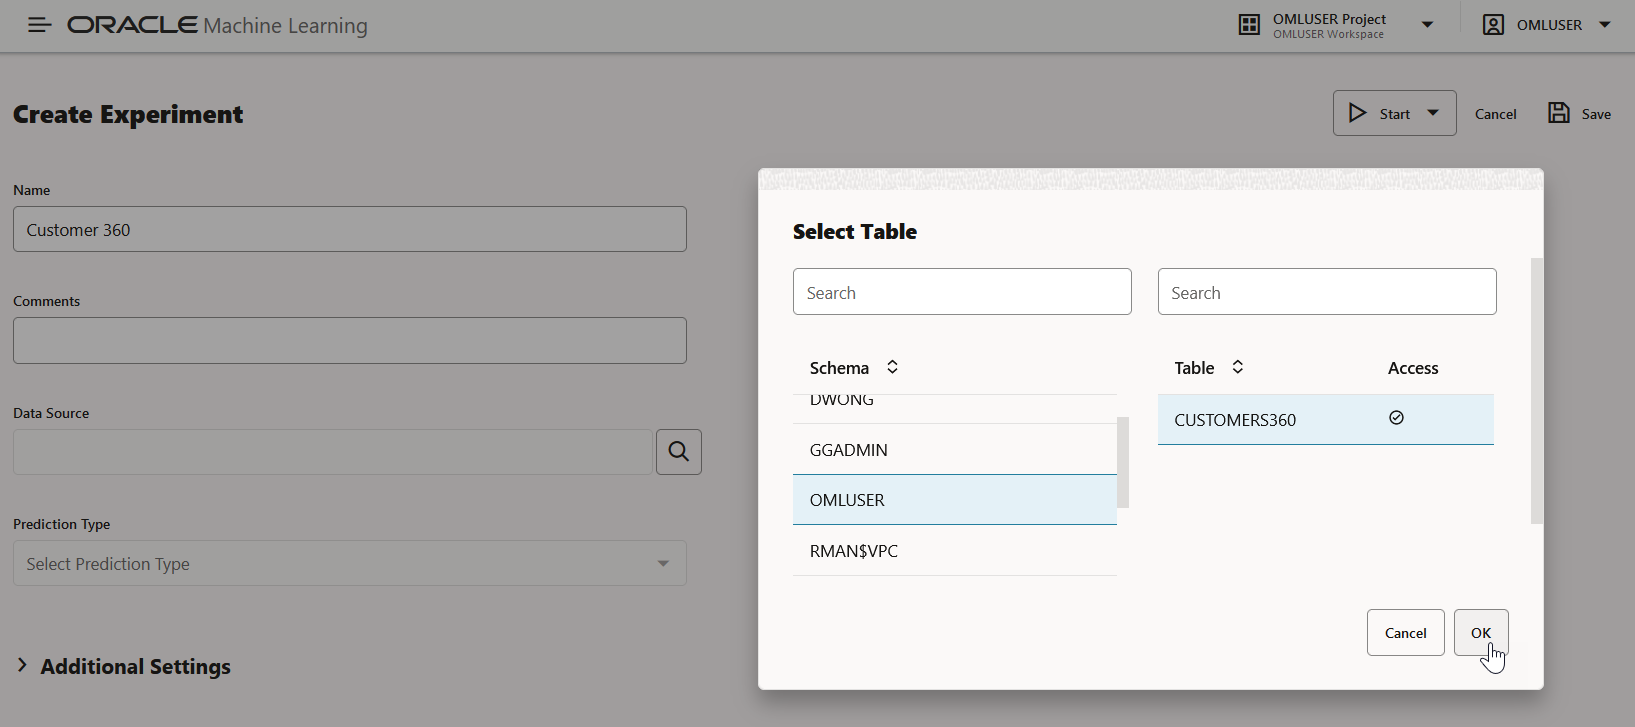 ORACLE Machine Learning
OMLUSER Project
OMLUSER Workspace
OMLUSER
Create Experiment
Start
Cancel
Save
Name
Customer 360
Comments
Data Source
Prediction Type
Select Prediction Type
Additional Settings
Select Table
Search
Search
Schema
Table
Access
DWONG
CUSTOMERS360
GGADMIN
OMLUSER
RMAN$VPC
Cancel
OK